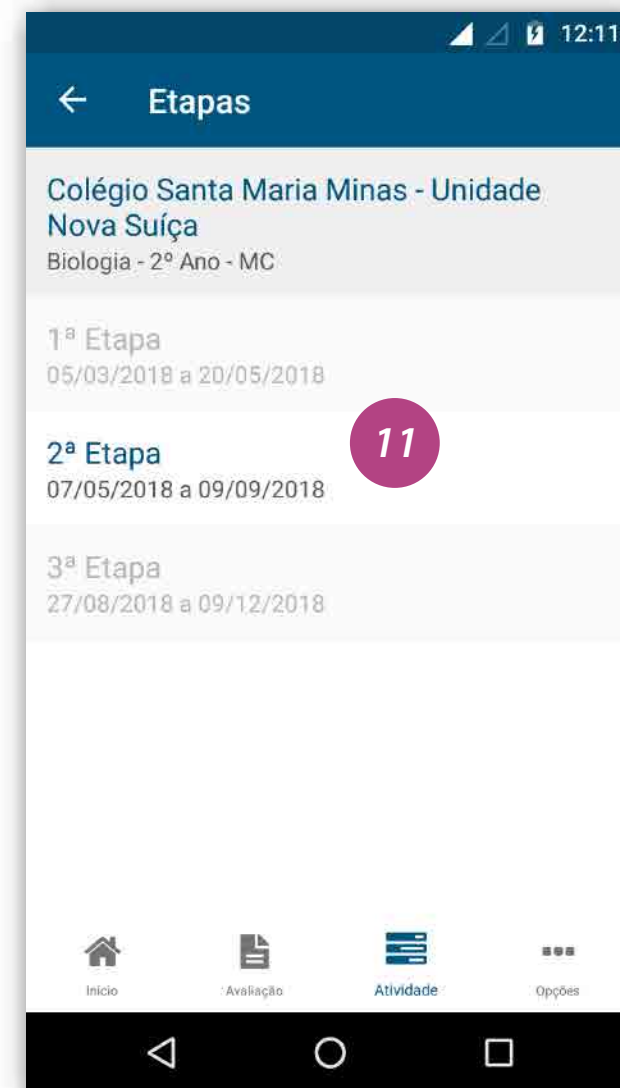 12:11
Etapas
Colégio Santa Maria Minas - Unidade
Nova Suíça
Biologia - 2º Ano - MC
1ª Etapa
05/03/2018 a 20/05/2018
11
2ª Etapa
07/05/2018 a 09/09/2018
3ª Etapa
27/08/2018 a 09/12/2018
Início
Avaliação
Atividade
Opções